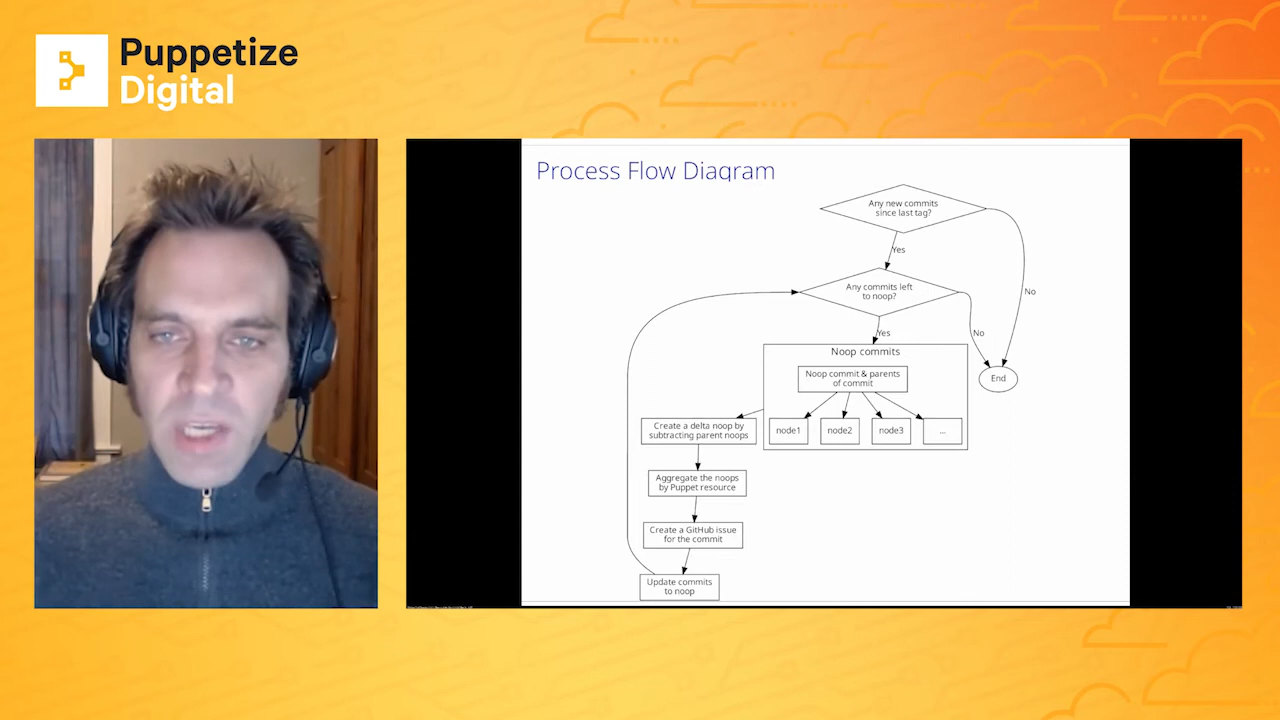 Puppetize
Digital
Process Flow Diagram
Any new commits
since last tag?
Yes
No
Any commits left
to noop?
Yes
No
Noop commits
Noop commit & parents
of commit
End
node1
node2
node3
...
Create a delta noop by
subtracting parent noops
Aggregate the noops
by Puppet resource
Create a GitHub issue
for the commit
Update commits
to noop